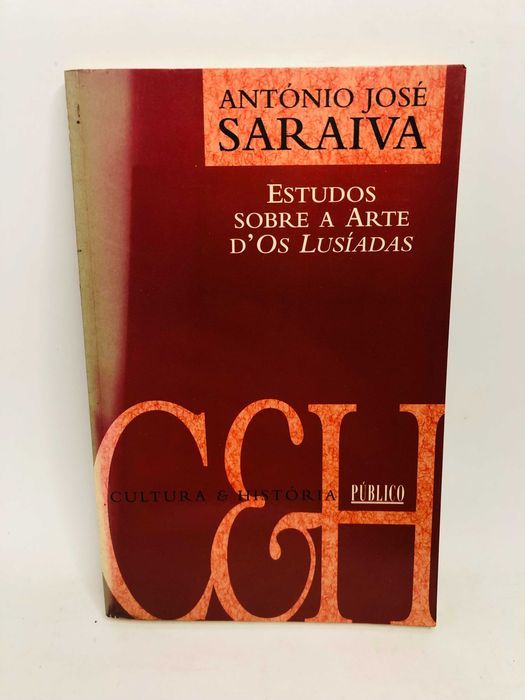 ANTÓNIO JOSÉ
SARAIVA
ESTUDOS
SOBRE A ARTE
D'OS LUSÍADAS
C&H
CULTURA & HISTÓRIA PÚBLICO